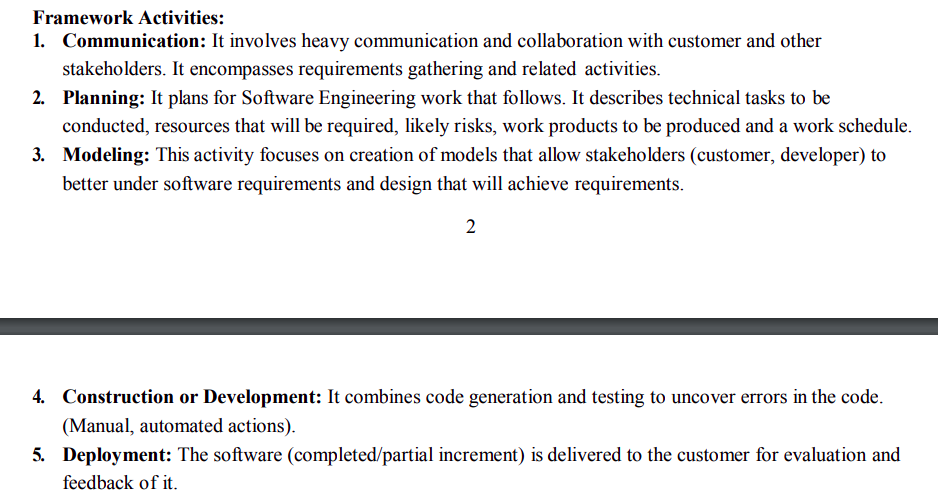 Framework Activities:
1. Communication: It involves heavy communication and collaboration with customer and other
stakeholders. It encompasses requirements gathering and related activities.
2. Planning: It plans for Software Engineering work that follows. It describes technical tasks to be
conducted, resources that will be required, likely risks, work products to be produced and a work schedule.
3. Modeling: This activity focuses on creation of models that allow stakeholders (customer, developer) to
better under software requirements and design that will achieve requirements.
2
4. Construction or Development: It combines code generation and testing to uncover errors in the code.
(Manual, automated actions).
5. Deployment: The software (completed/partial increment) is delivered to the customer for evaluation and
feedback of it.